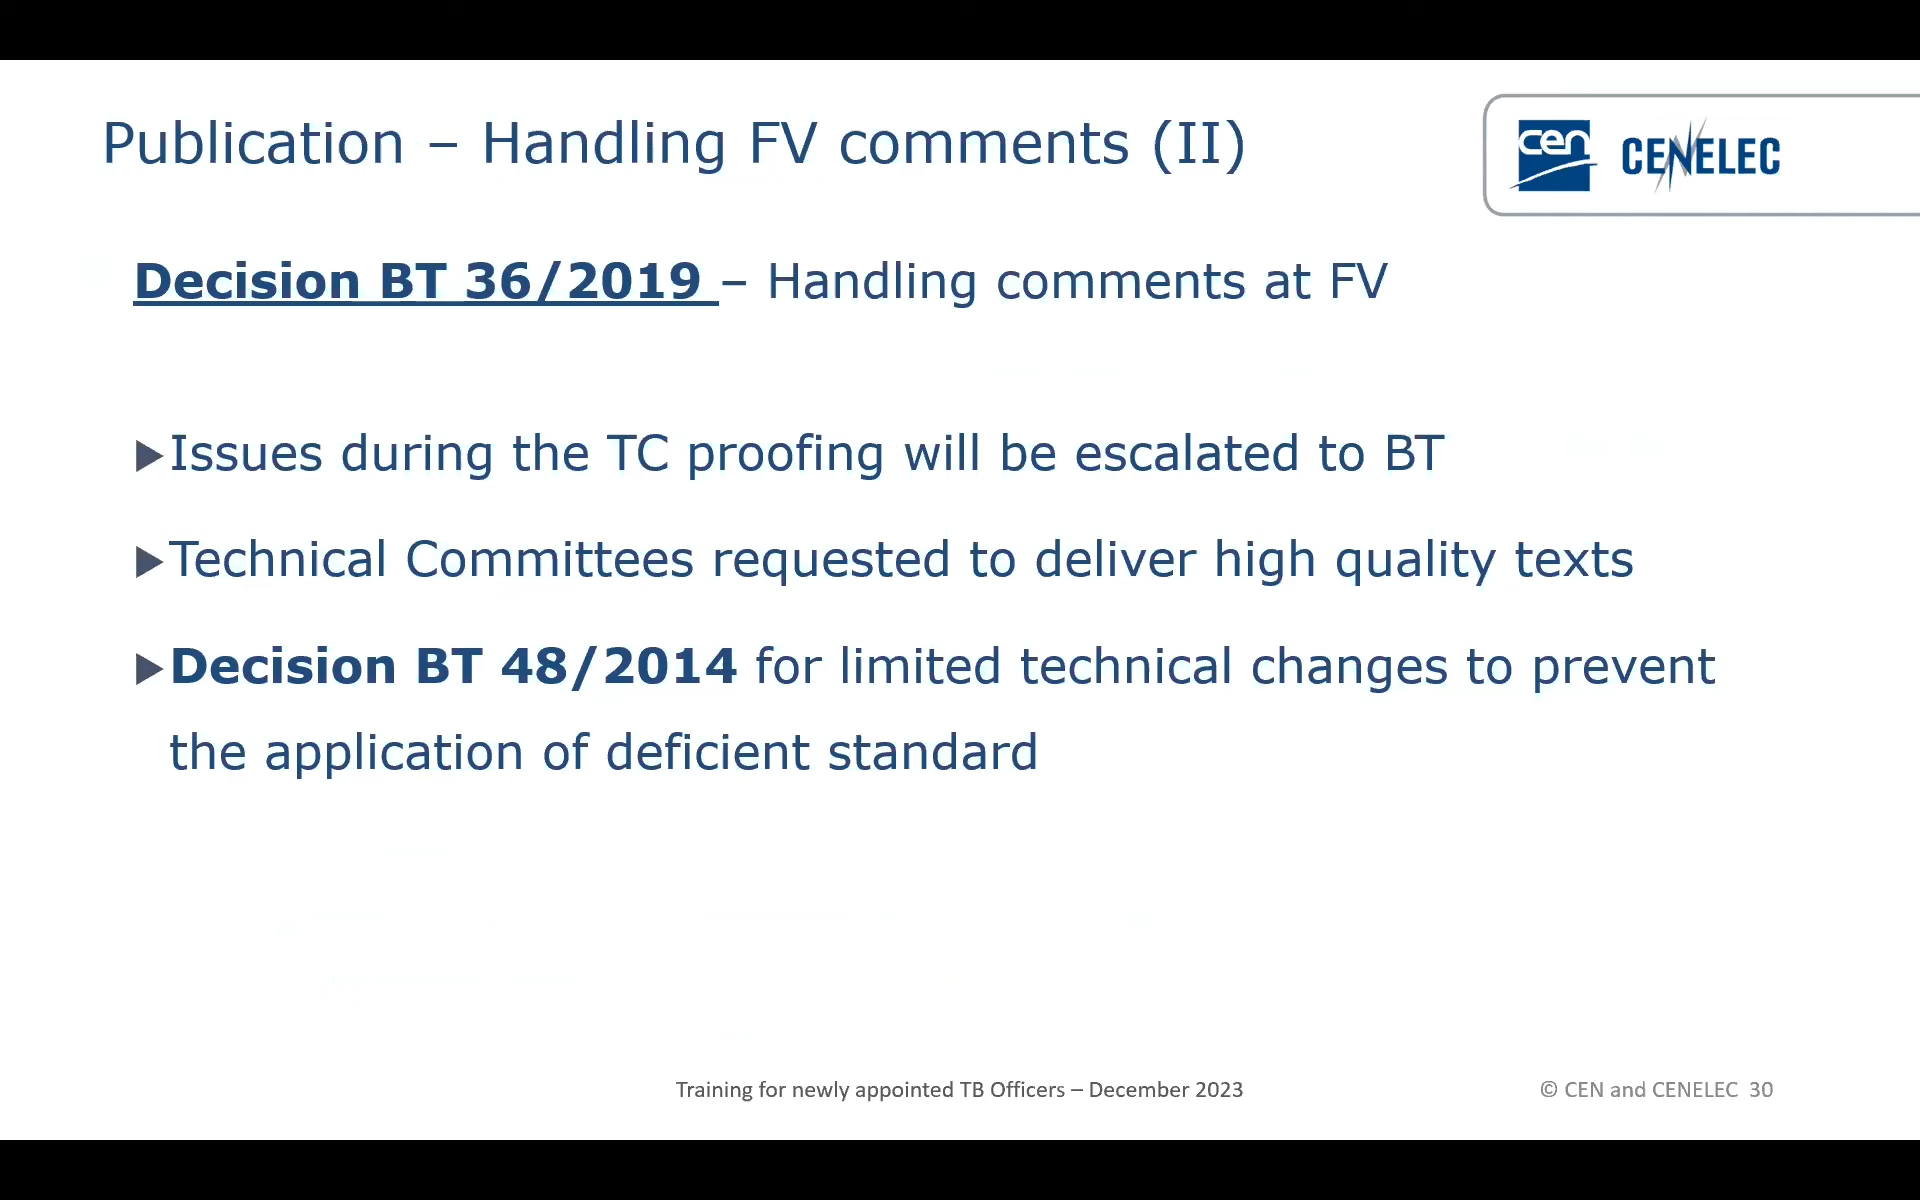 Publication – Handling FV comments (II)
cen CENELEC
Decision BT 36/2019 – Handling comments at FV
▶Issues during the TC proofing will be escalated to BT
▶Technical Committees requested to deliver high quality texts
▶Decision BT 48/2014 for limited technical changes to prevent
the application of deficient standard
Training for newly appointed TB Officers – December 2023
© CEN and CENELEC 30